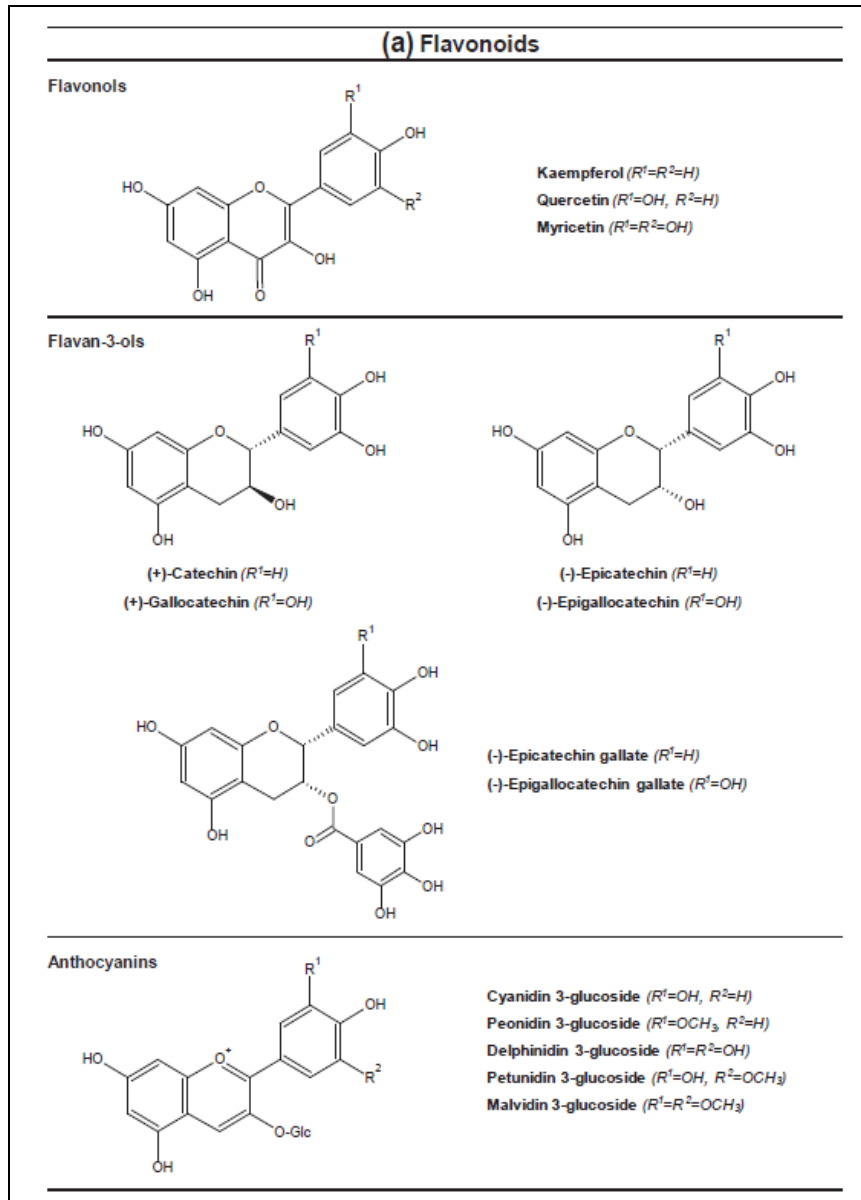 (a) Flavonoids
Flavonols
R¹
OH
HO
O
R²
OH
OH
O
Kaempferol (R¹=R²=H)
Quercetin (R¹=OH, R²=H)
Myricetin (R¹=R²=OH)
Flavan-3-ols
R¹
OH
HO
O
OH
OH
OH
(+)-Catechin (R¹=H)
(+)-Gallocatechin (R¹=OH)
R¹
OH
HO
O
OH
OH
OH
(-)-Epicatechin (R¹=H)
(-)-Epigallocatechin (R¹=OH)
R¹
OH
HO
O
OH
O
OH
O
OH
OH
OH
(-)-Epicatechin gallate (R¹=H)
(-)-Epigallocatechin gallate (R¹=OH)
Anthocyanins
R¹
OH
HO
O⁺
R²
O-Glc
OH
Cyanidin 3-glucoside (R¹=OH, R²=H)
Peonidin 3-glucoside (R¹=OCH₃, R²=H)
Delphinidin 3-glucoside (R¹=R²=OH)
Petunidin 3-glucoside (R¹=OH, R²=OCH₃)
Malvidin 3-glucoside (R¹=R²=OCH₃)